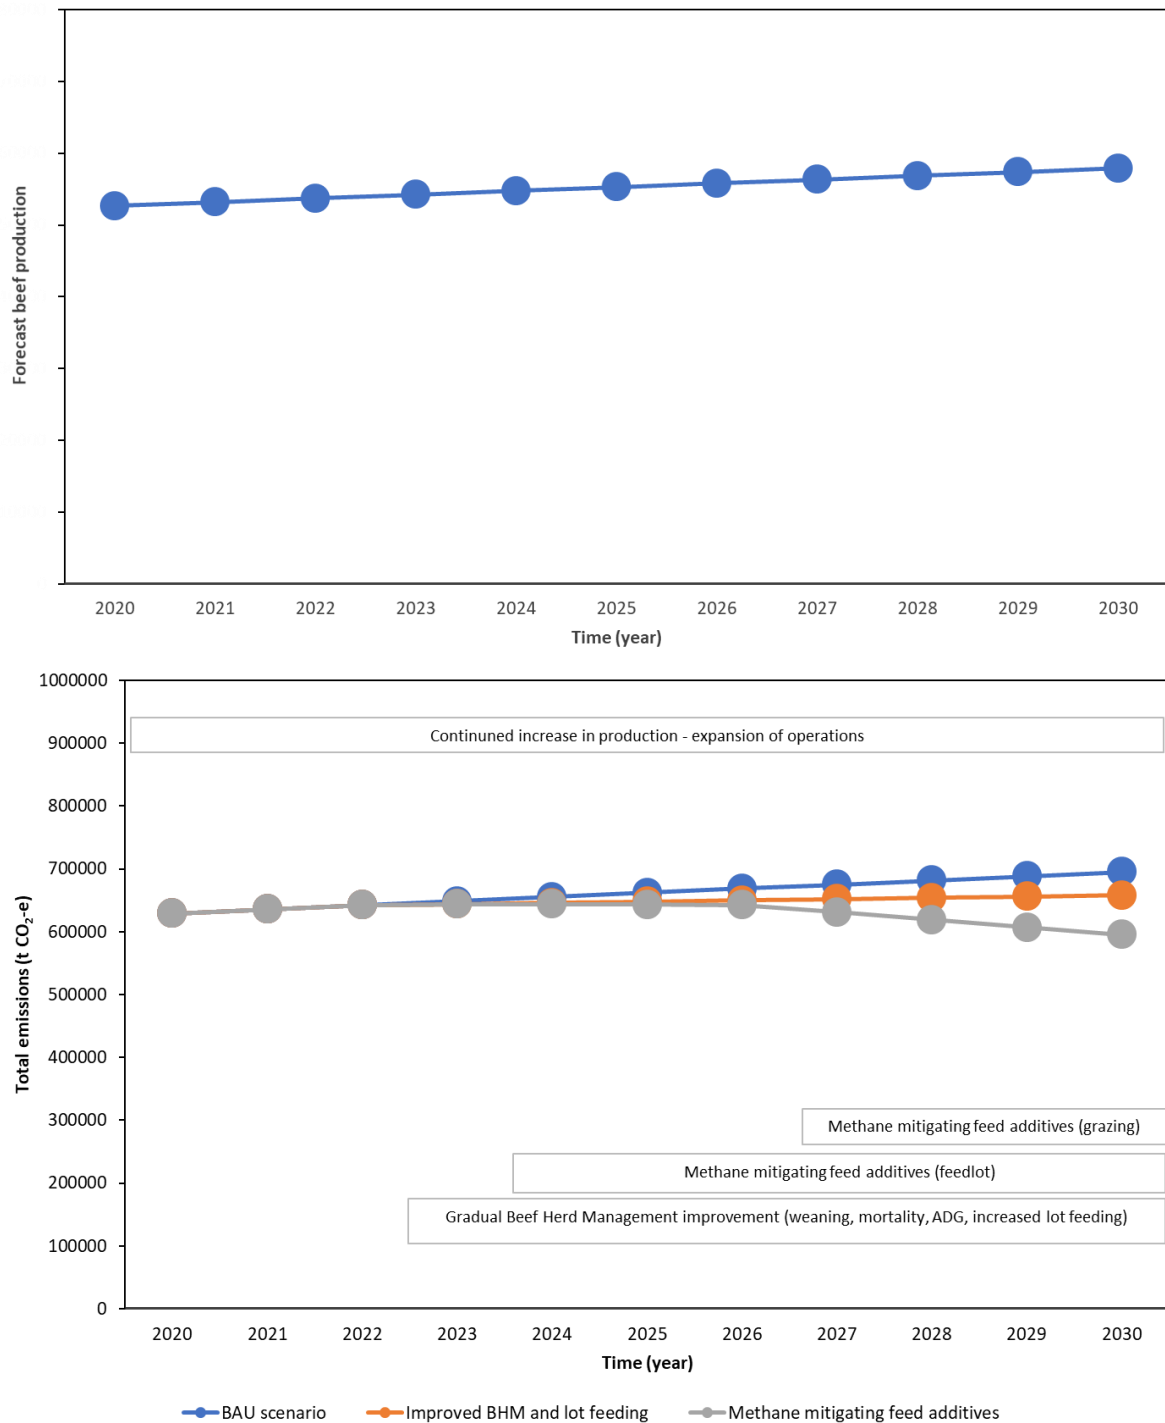 Forecast beef production
2020 2021 2022 2023 2024 2025 2026 2027 2028 2029 2030
Time (year)
1000000
900000
800000
700000
600000
500000
400000
300000
200000
100000
0
Total emissions (t CO₂-e)
Continuned increase in production - expansion of operations
Methane mitigating feed additives (grazing)
Methane mitigating feed additives (feedlot)
Gradual Beef Herd Management improvement (weaning, mortality, ADG, increased lot feeding)
2020 2021 2022 2023 2024 2025 2026 2027 2028 2029 2030
Time (year)
BAU scenario Improved BHM and lot feeding Methane mitigating feed additives